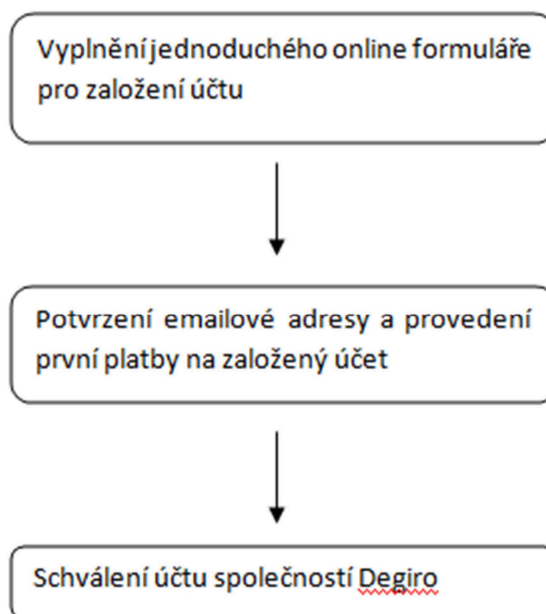 Vyplnění jednoduchého online formuláře
pro založení účtu
Potvrzení emailové adresy a provedení
první platby na založený účet
Schválení účtu společností Degiro